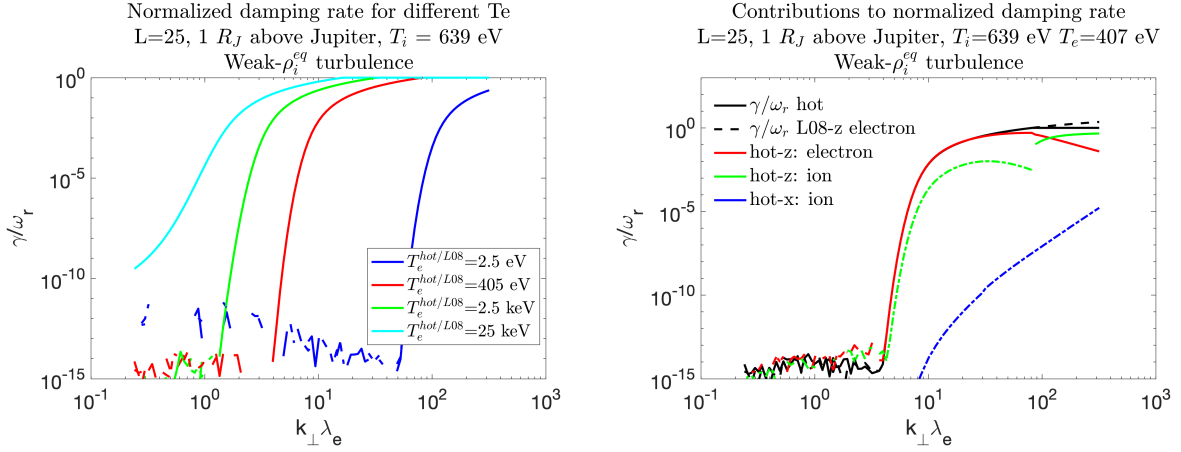 Normalized damping rate for different Te
L=25, 1 R_J above Jupiter, T_i = 639 eV
Weak-ρ_i^{eq} turbulence
10^0
10^{-5}
10^{-10}
10^{-15}
γ/ω_r
T_e^{hot/L08}=2.5 eV
T_e^{hot/L08}=405 eV
T_e^{hot/L08}=2.5 keV
T_e^{hot/L08}=25 keV
10^{-1}
10^0
10^1
10^2
10^3
k_⊥λ_e
Contributions to normalized damping rate
L=25, 1 R_J above Jupiter, T_i=639 eV T_e=407 eV
Weak-ρ_i^{eq} turbulence
10^0
10^{-5}
10^{-10}
10^{-15}
γ/ω_r
γ/ω_r hot
γ/ω_r L08-z electron
hot-z: electron
hot-z: ion
hot-x: ion
10^{-1}
10^0
10^1
10^2
10^3
k_⊥λ_e